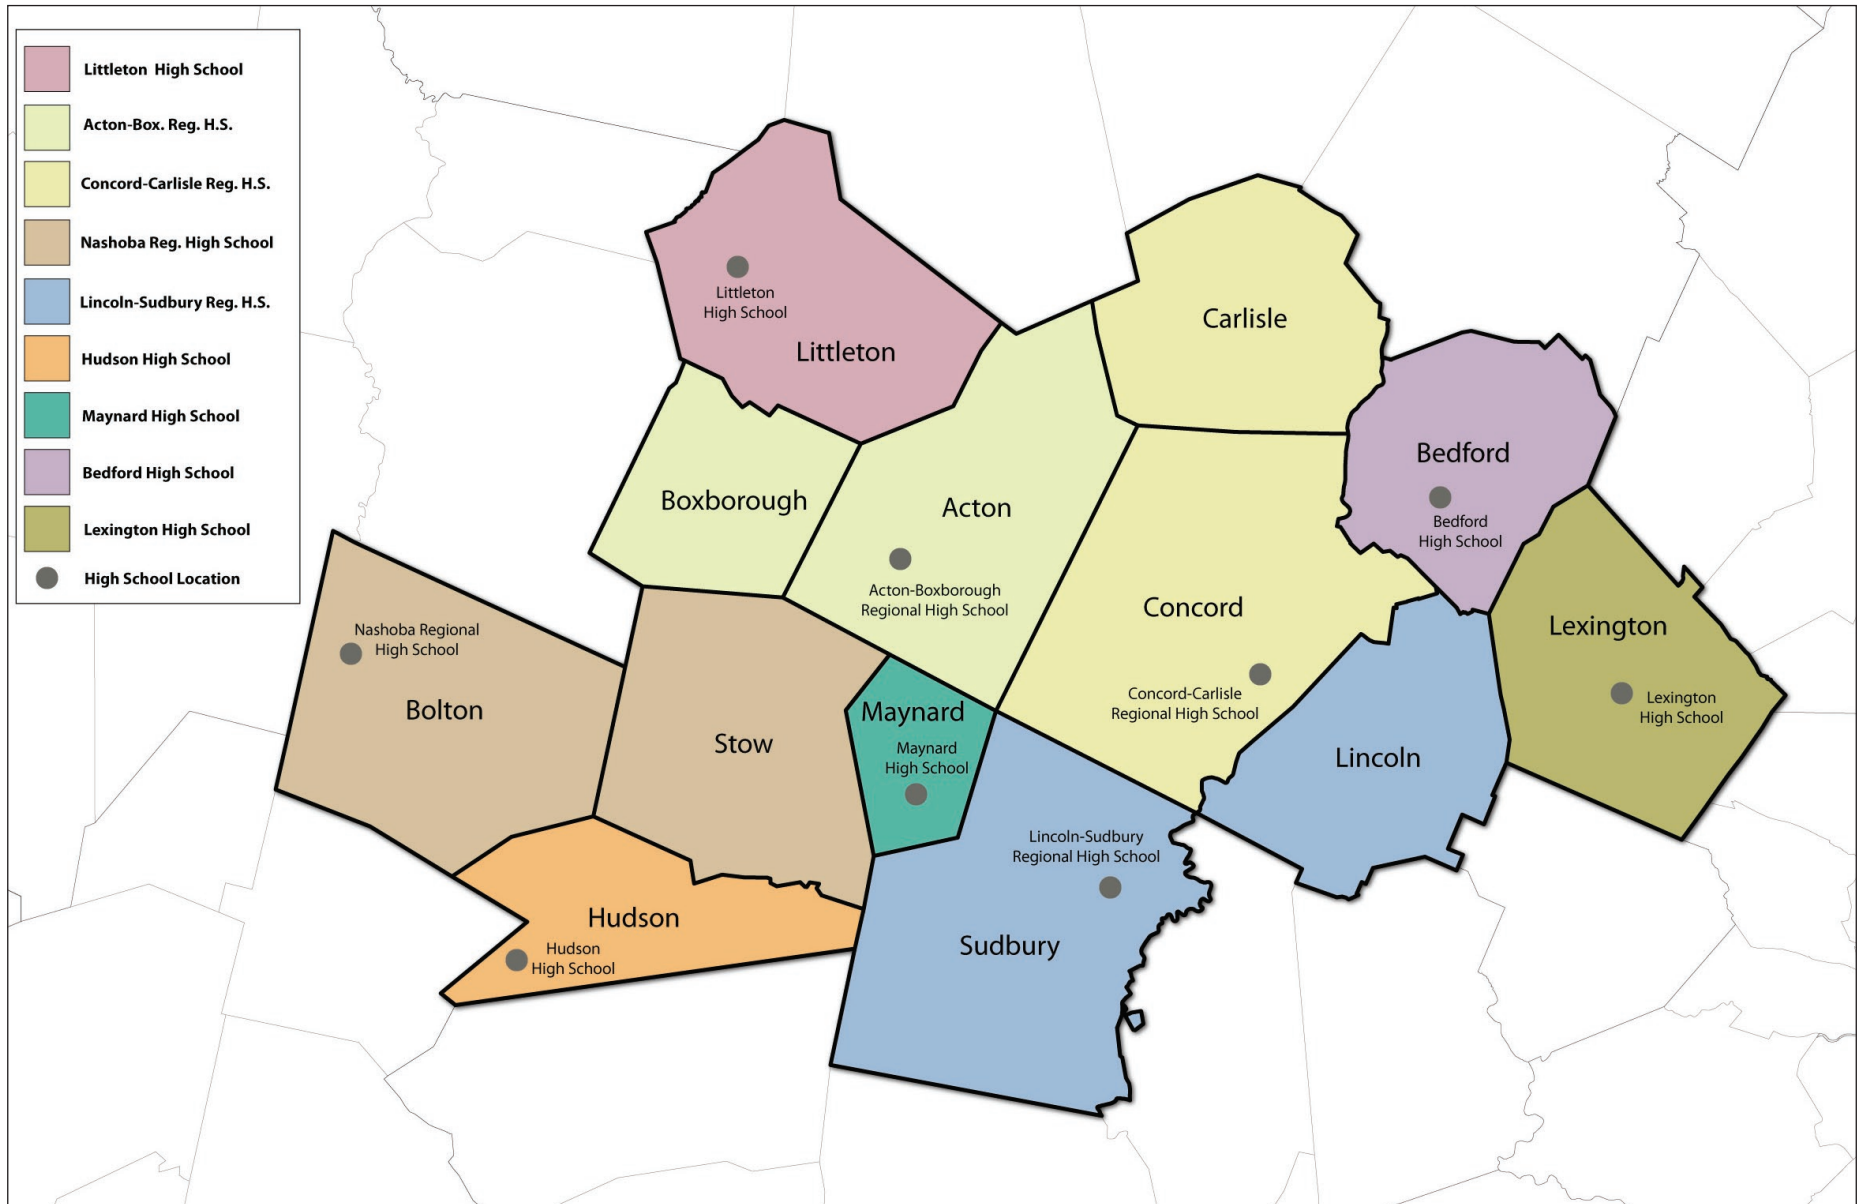 Littleton High School
Acton-Box. Reg. H.S.
Concord-Carlisle Reg. H.S.
Nashoba Reg. High School
Lincoln-Sudbury Reg. H.S.
Hudson High School
Maynard High School
Bedford High School
Lexington High School
High School Location
Littleton
High School
Littleton
Carlisle
Bedford
Bedford
High School
Boxborough
Acton
Acton-Boxborough
Regional High School
Concord
Concord-Carlisle
Regional High School
Lexington
Lexington
High School
Nashoba Regional
High School
Bolton
Stow
Maynard
Maynard
High School
Lincoln
Lincoln-Sudbury
Regional High School
Sudbury
Hudson
Hudson
High School